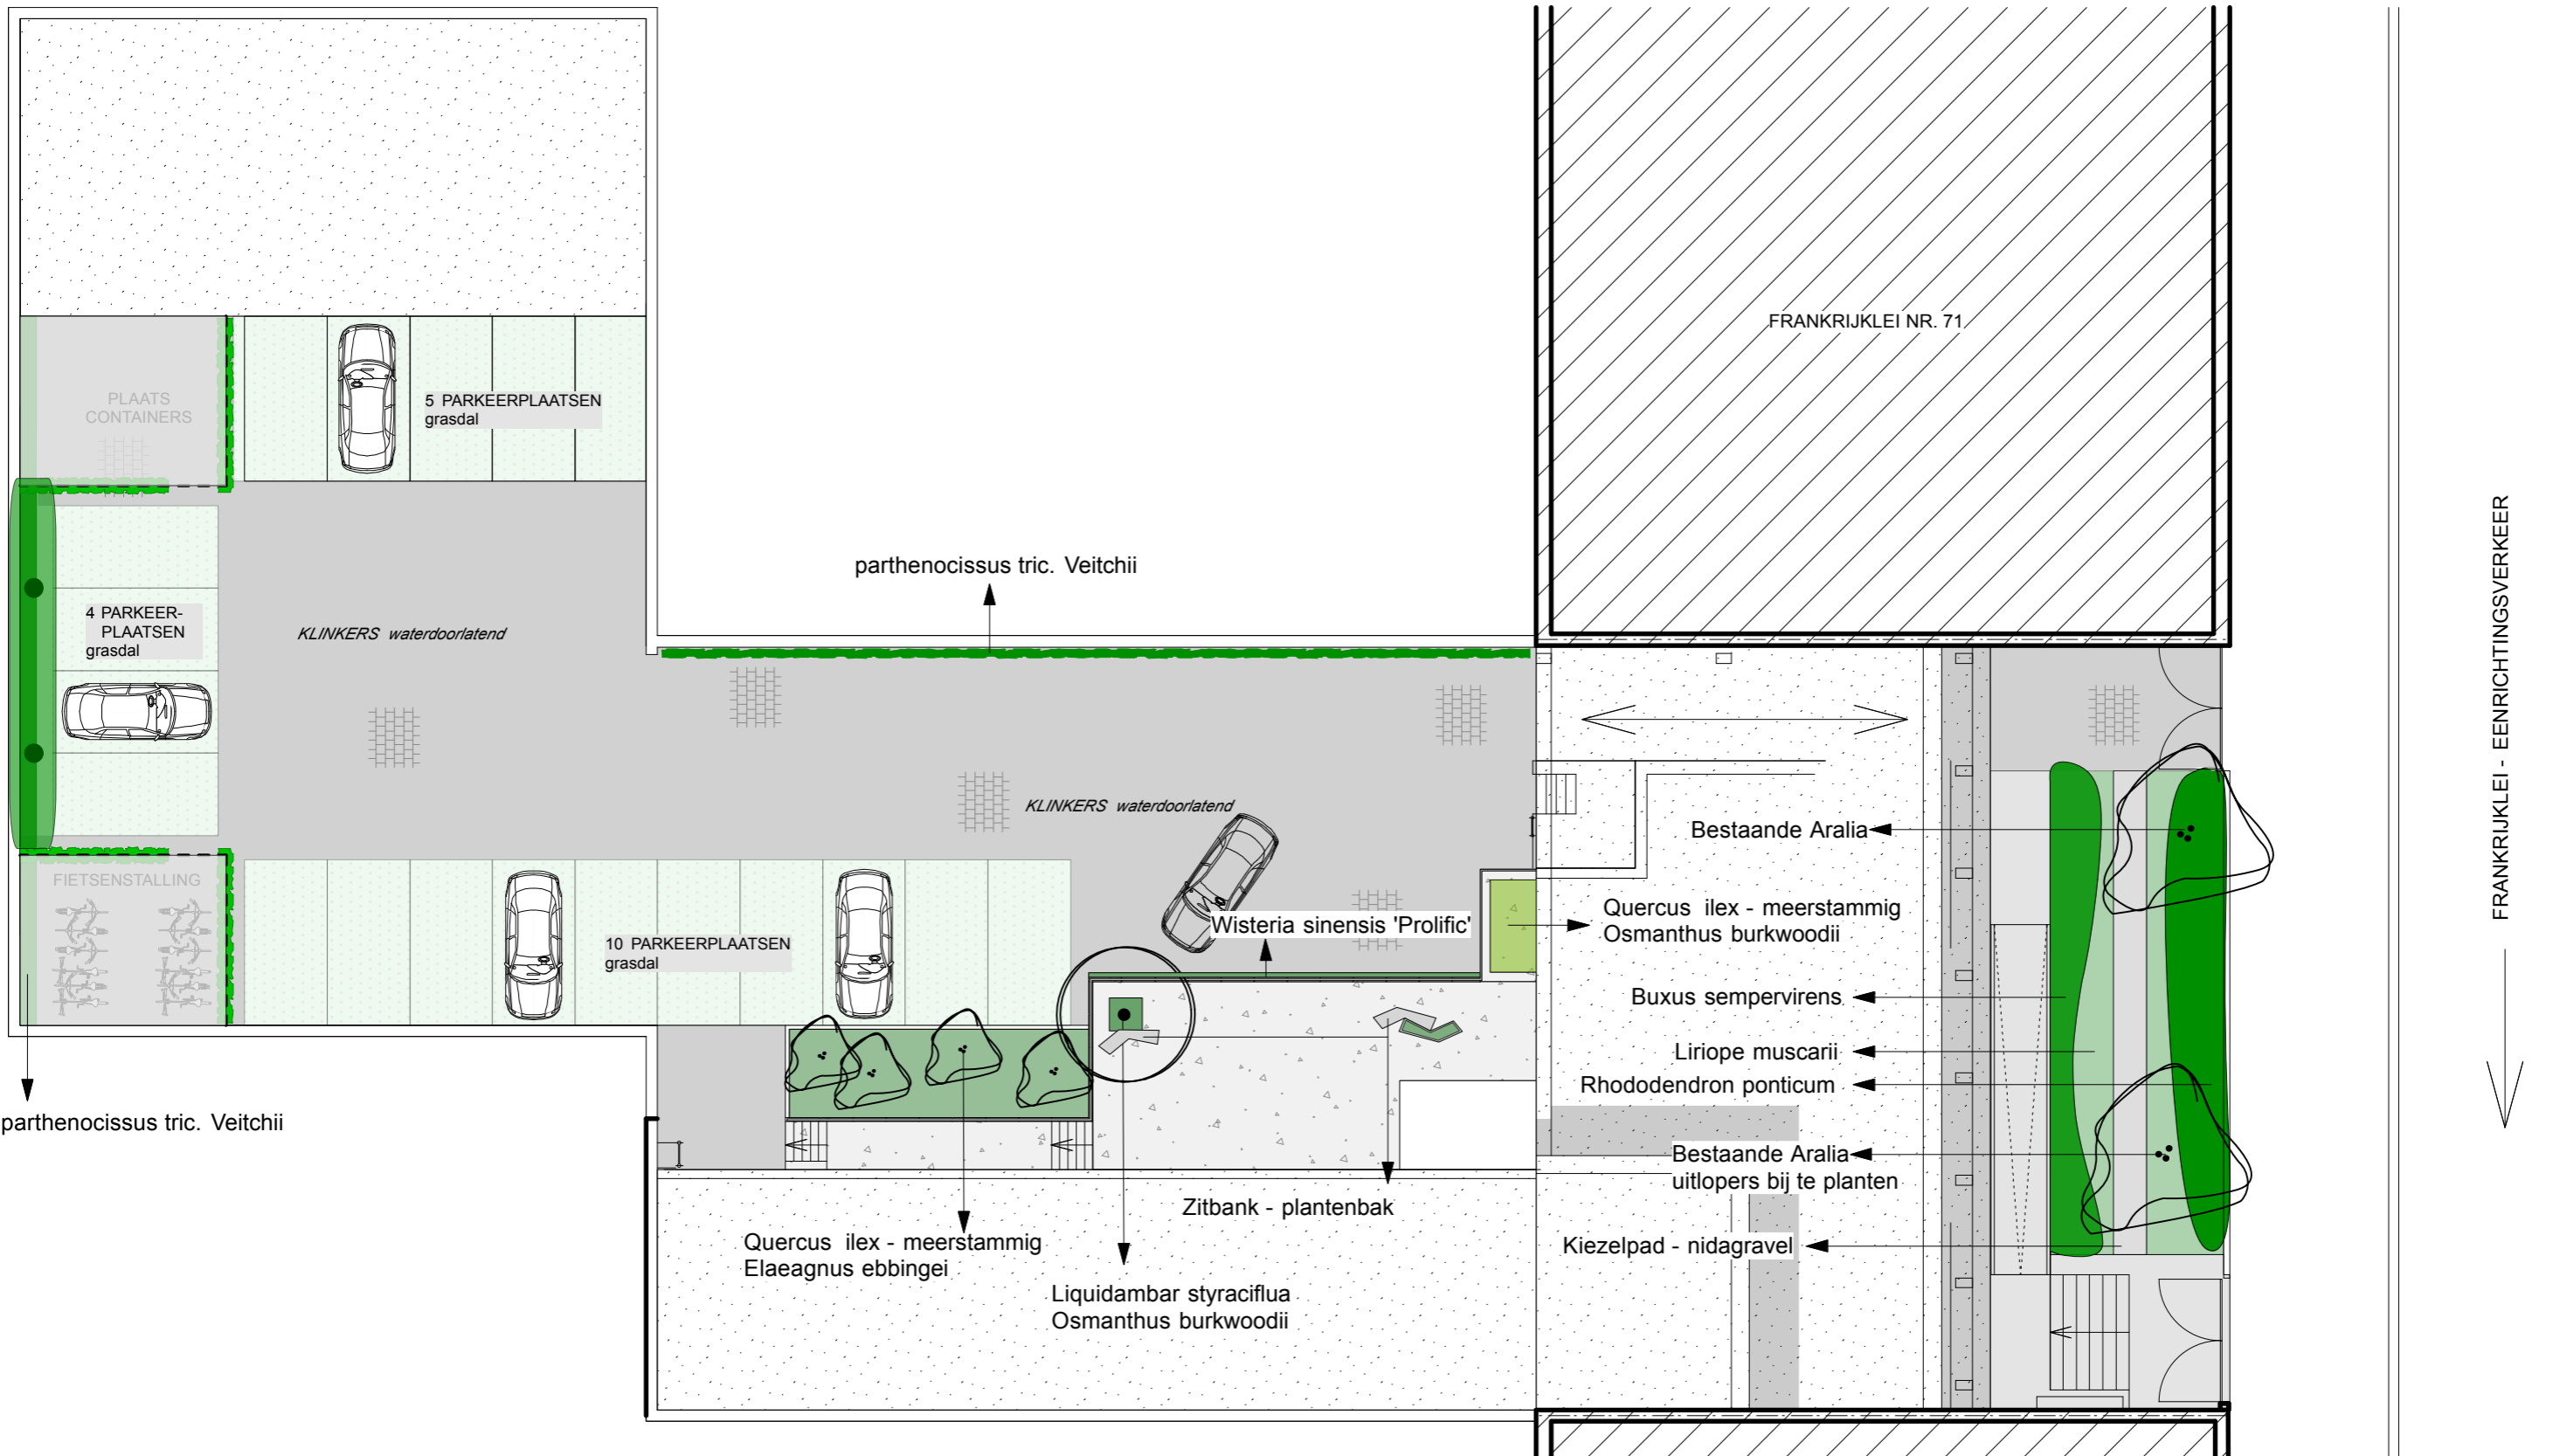 FRANKRIJKLEI NR. 71
PLAATS
CONTAINERS
5 PARKEERPLAATSEN
grasdal
parthenocissus tric. Veitchii
4 PARKEER-
PLAATSEN
grasdal
KLINKERS waterdoorlatend
KLINKERS waterdoorlatend
FRANKRIJKLEI - EENRICHTINGSVERKEER
Bestaande Aralia
FIETSENSTALLING
Wisteria sinensis 'Prolific'
Quercus ilex - meerstammig
Osmanthus burkwoodii
10 PARKEERPLAATSEN
grasdal
Buxus sempervirens
Liriope muscarii
Rhododendron ponticum
parthenocissus tric. Veitchii
Bestaande Aralia
uitlopers bij te planten
Zitbank - plantenbak
Quercus ilex - meerstammig
Elaeagnus ebbingei
Kiezelpad - nidagravel
Liquidambar styraciflua
Osmanthus burkwoodii